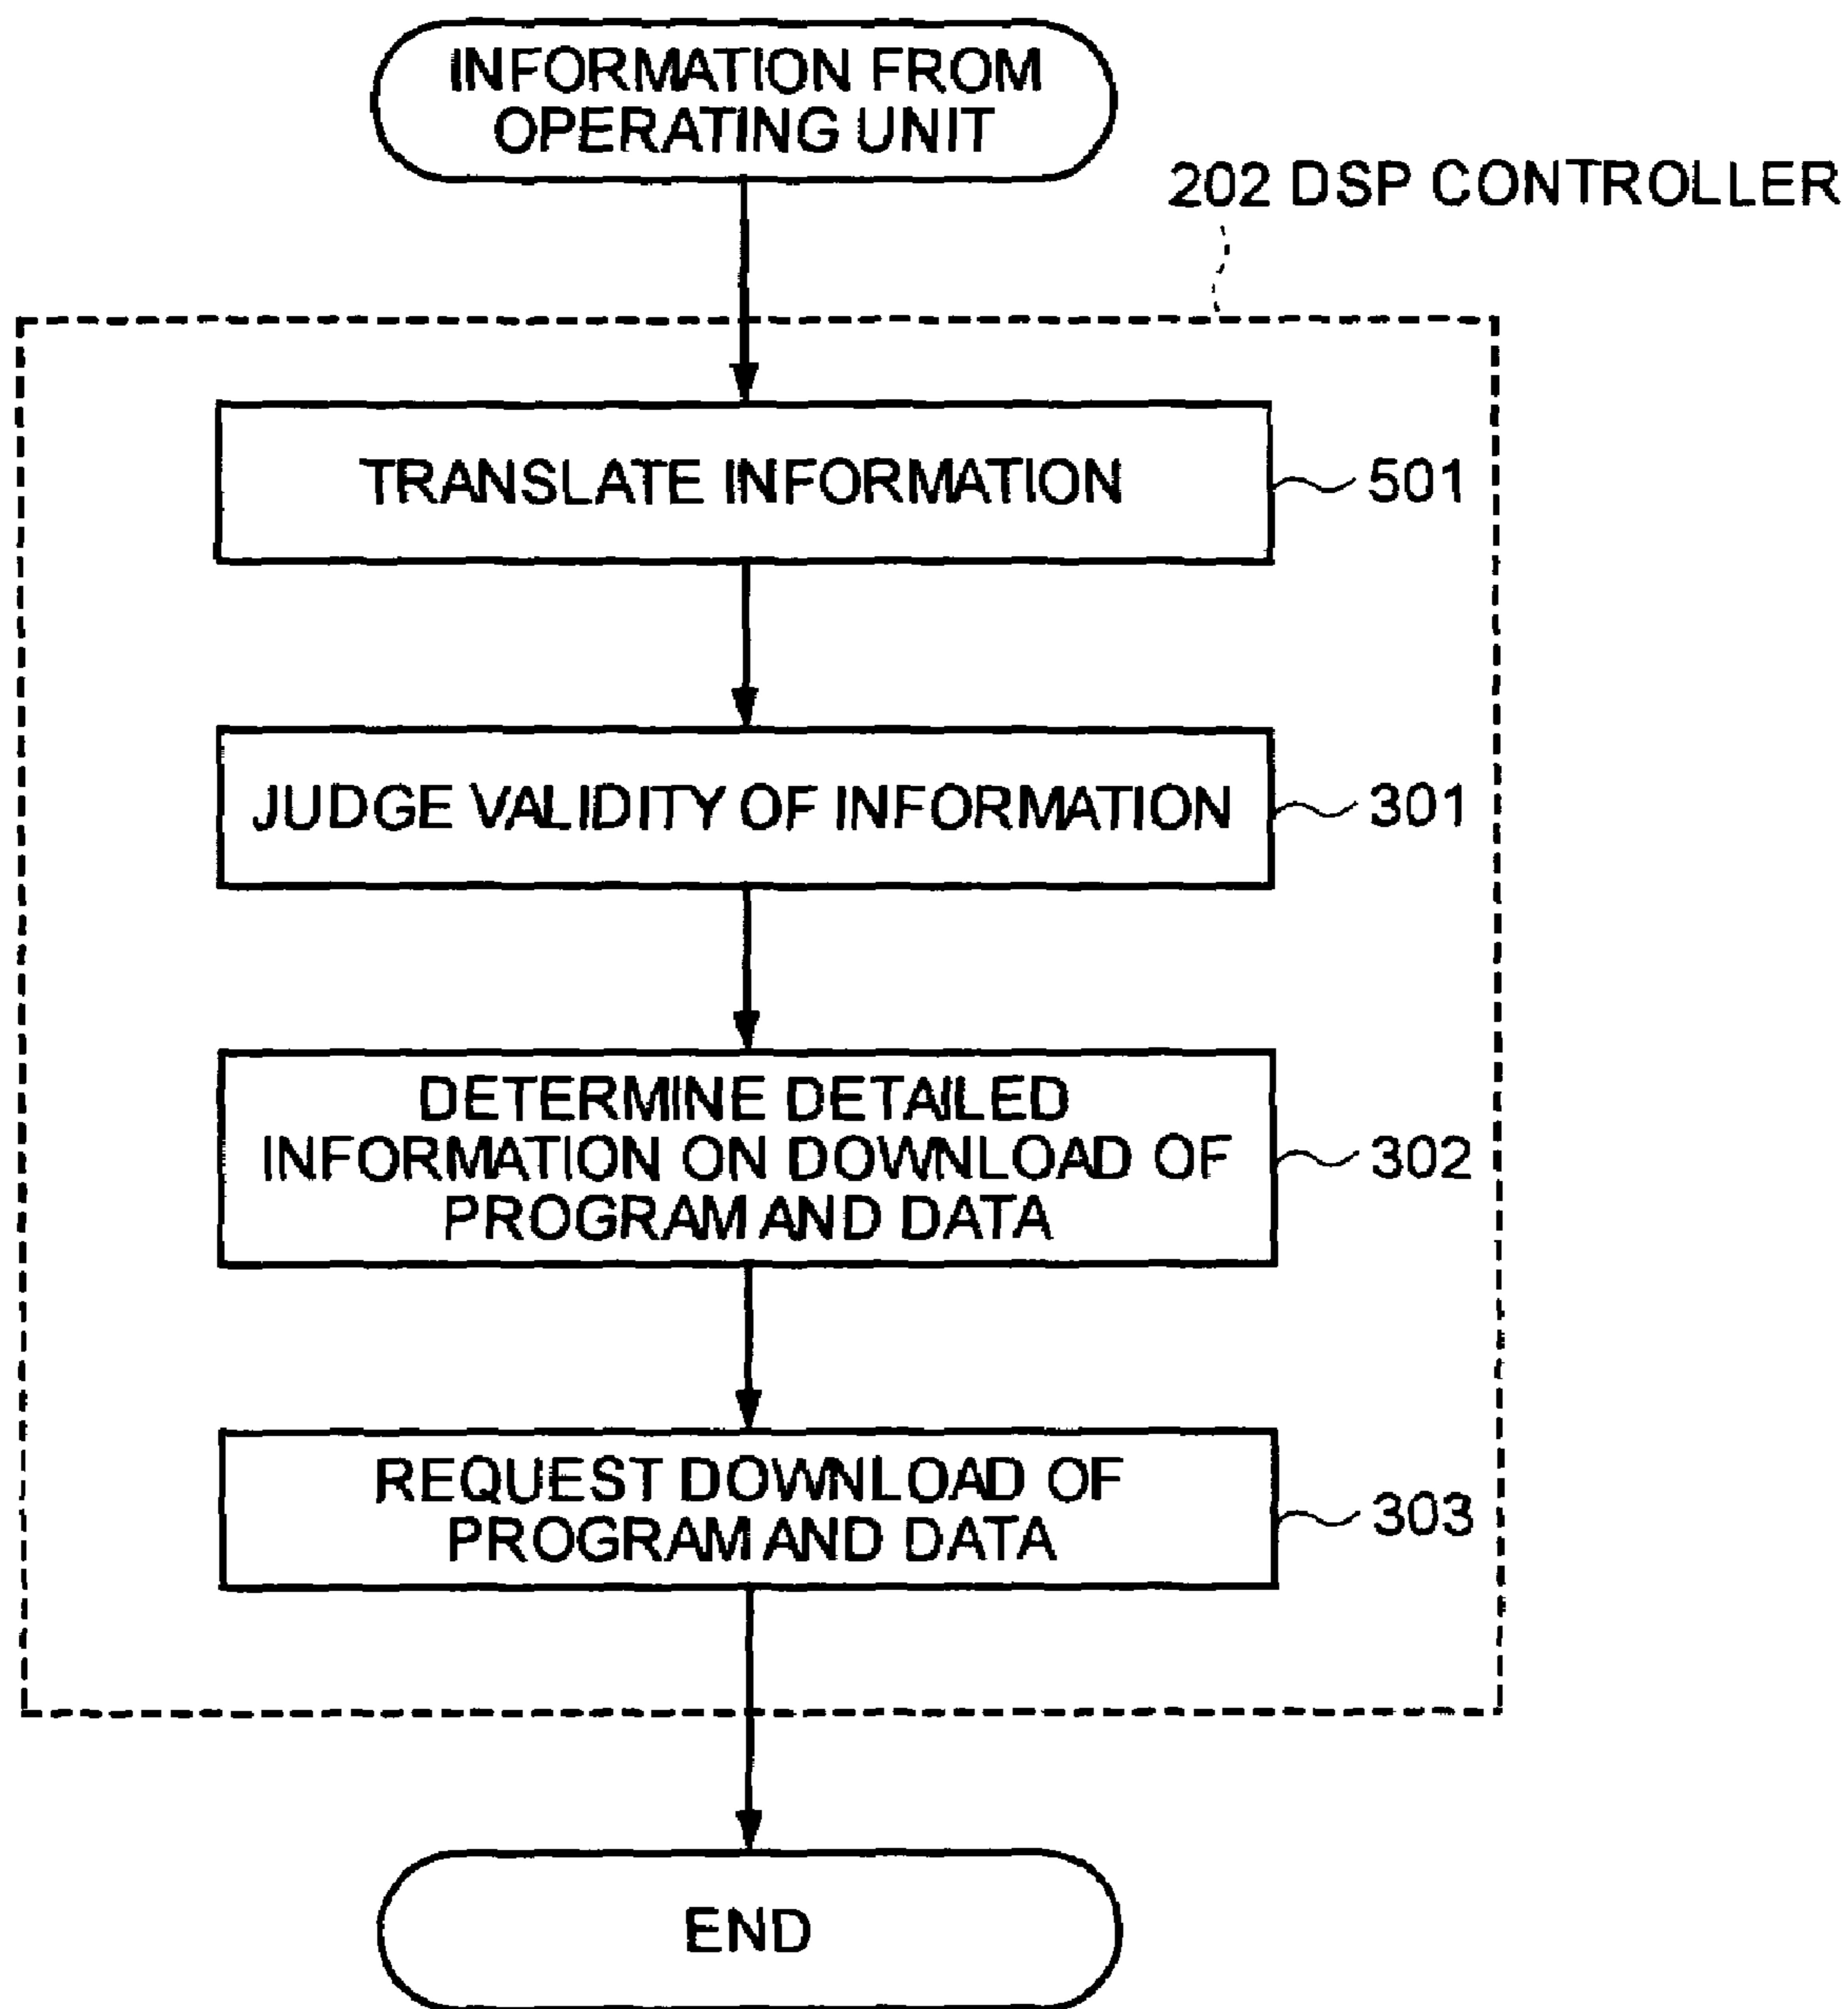 INFORMATION FROM
OPERATING UNIT
202 DSP CONTROLLER
TRANSLATE INFORMATION
501
JUDGE VALIDITY OF INFORMATION
301
DETERMINE DETAILED
INFORMATION ON DOWNLOAD OF
PROGRAM AND DATA
302
REQUEST DOWNLOAD OF
PROGRAM AND DATA
303
END